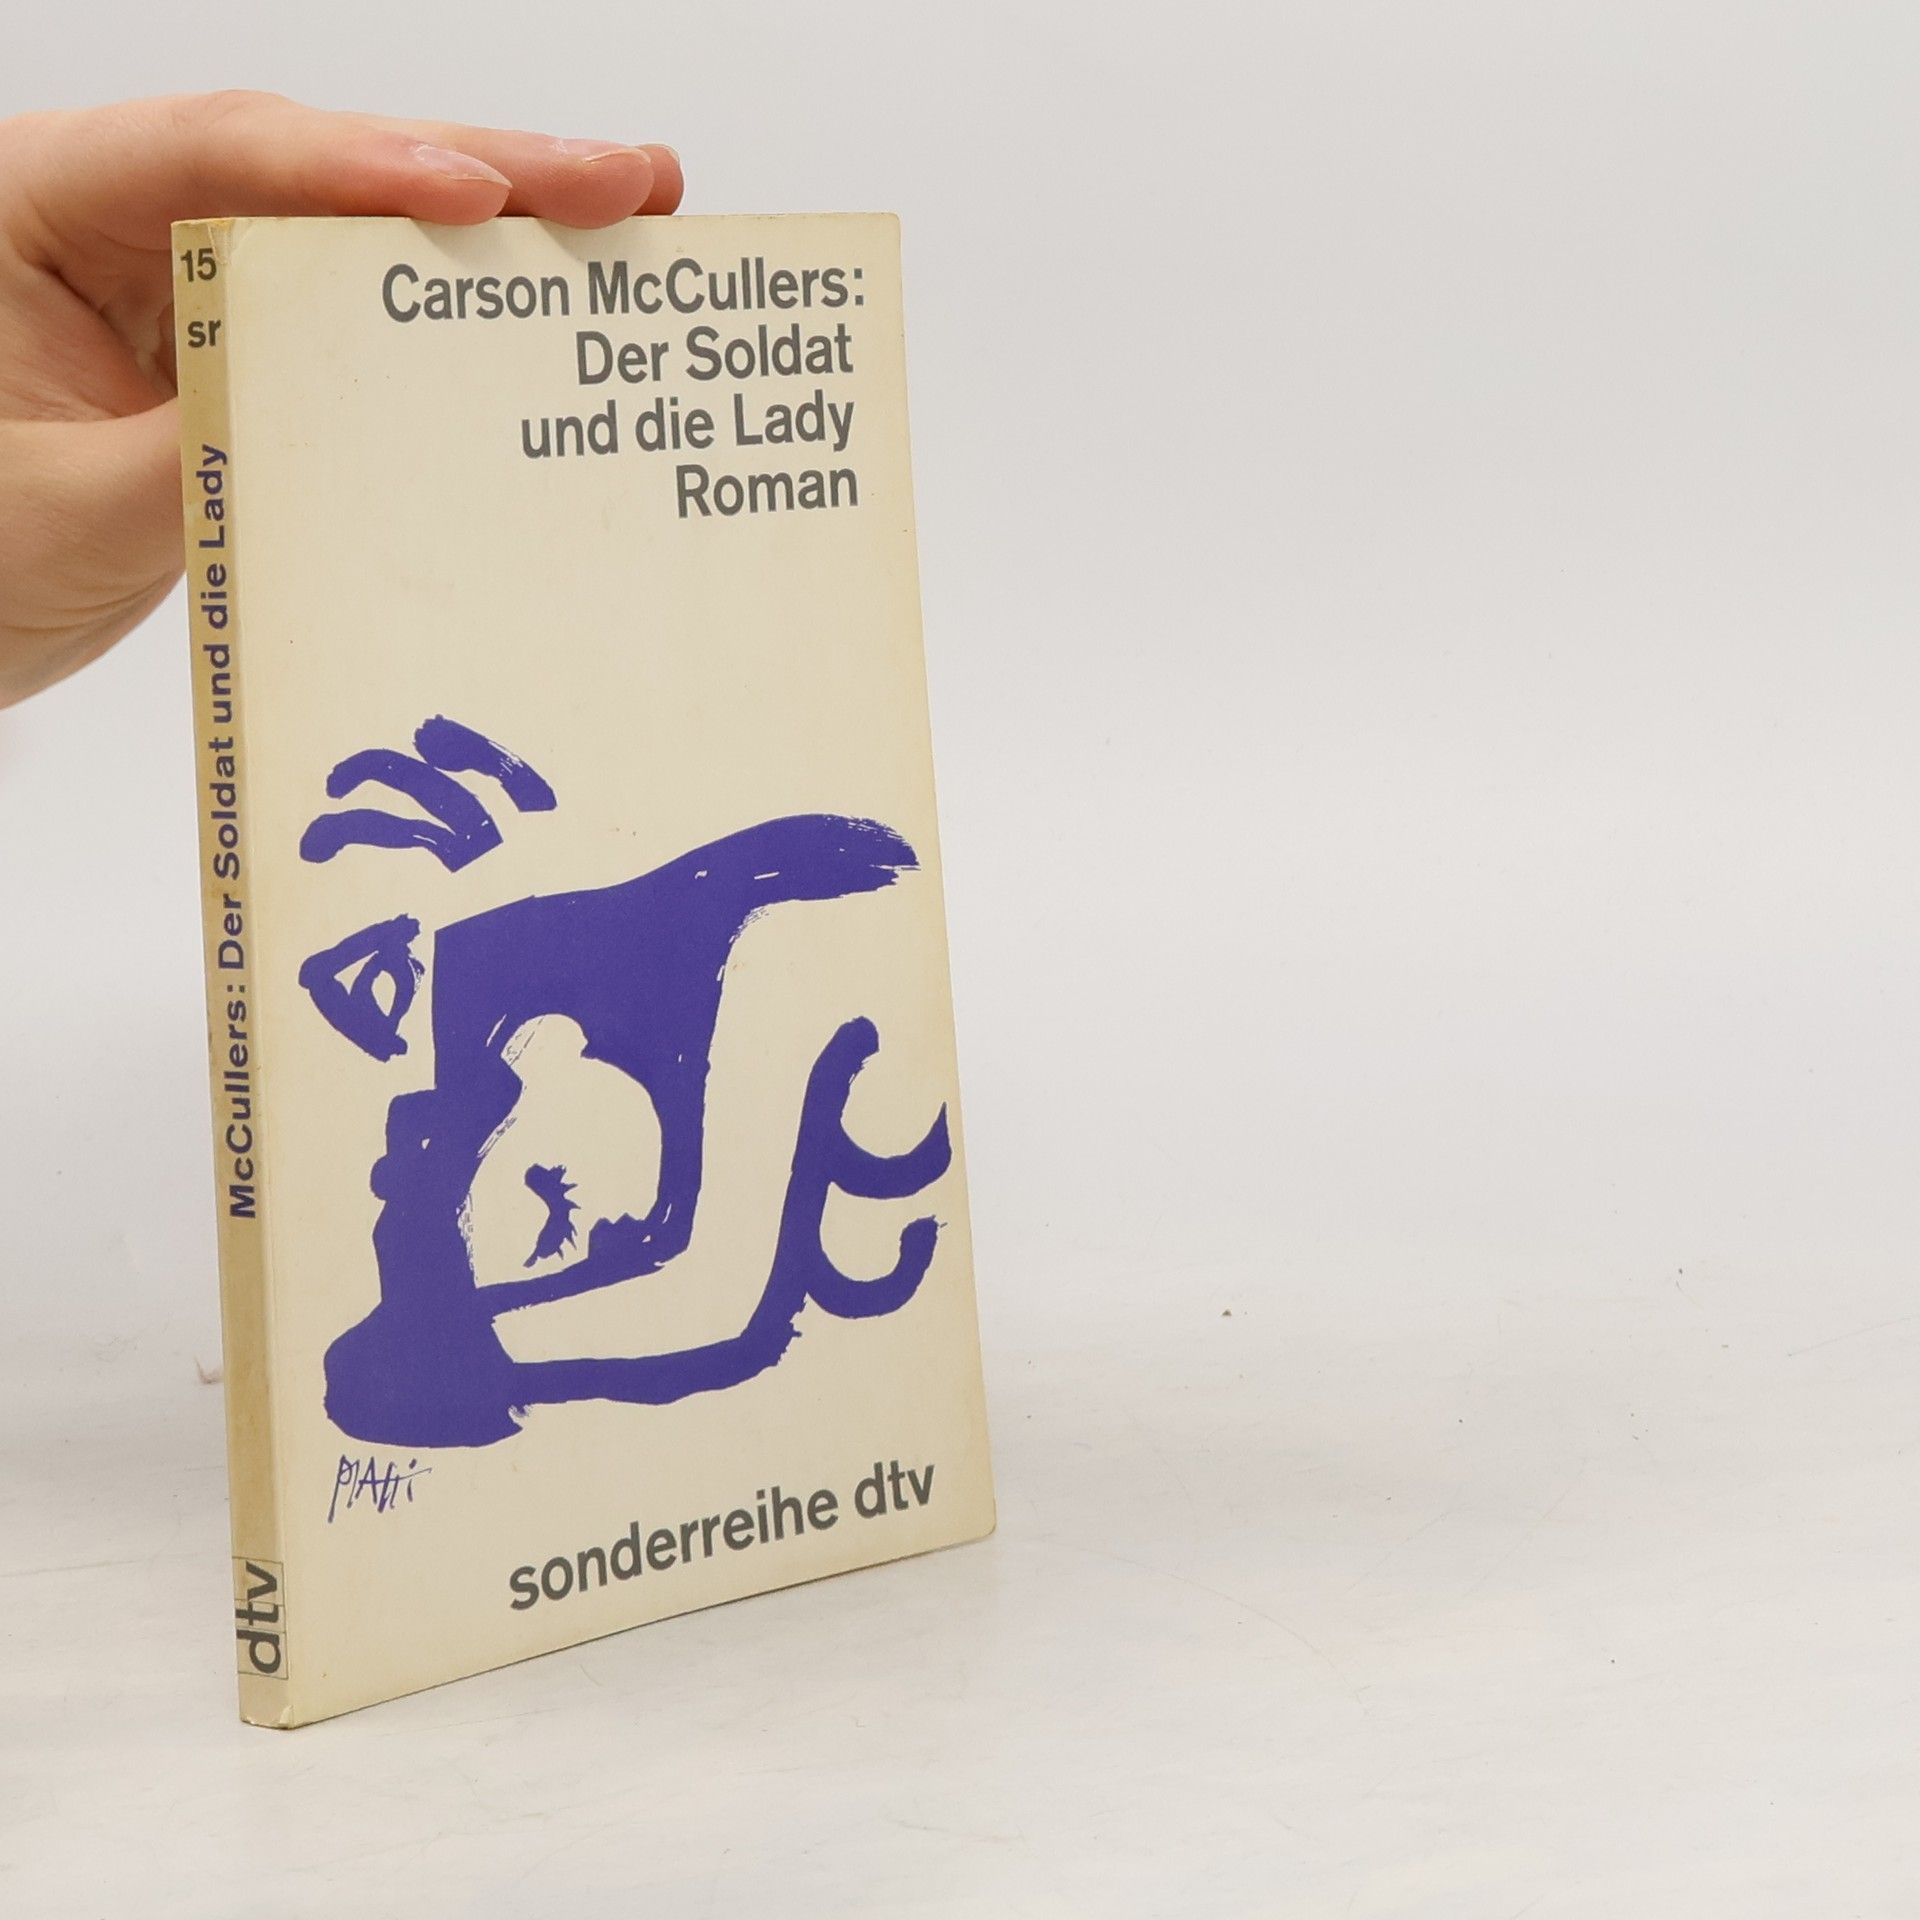 15
sr
McCullers: Der Soldat und die Lady
dtv
Carson McCullers:
Der Soldat
und die Lady
Roman
PIAtti
sonderreihe dtv